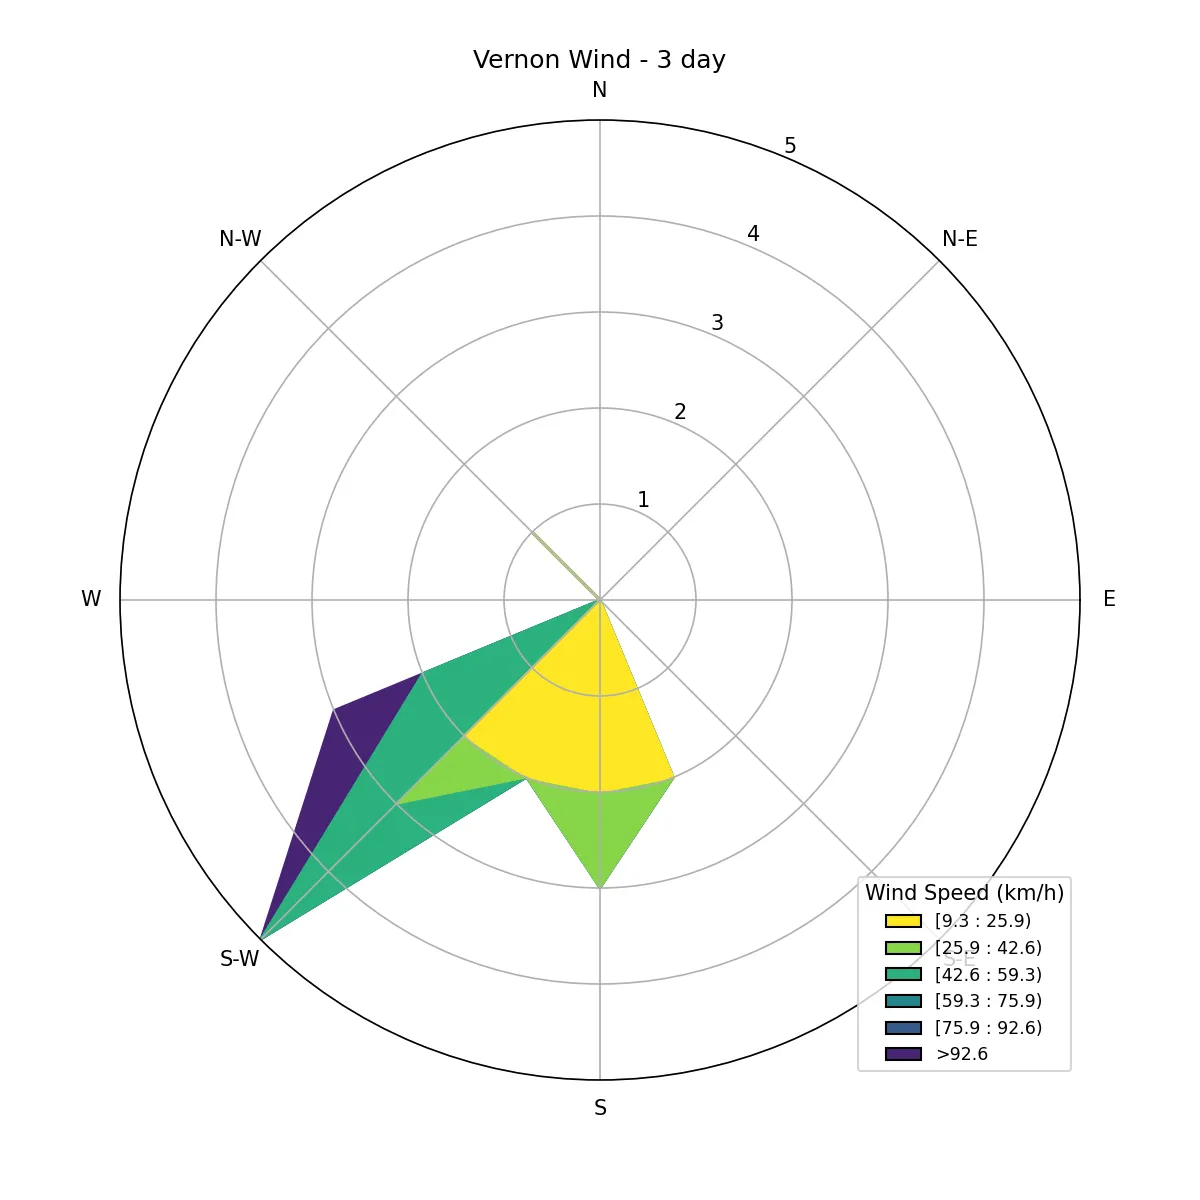 Vernon Wind - 3 day
N
5
N-W
N-E
4
3
2
1
W
E
S-W
S-E
S
Wind Speed (km/h)
[9.3 : 25.9)
[25.9 : 42.6)
[42.6 : 59.3)
[59.3 : 75.9)
[75.9 : 92.6)
>92.6